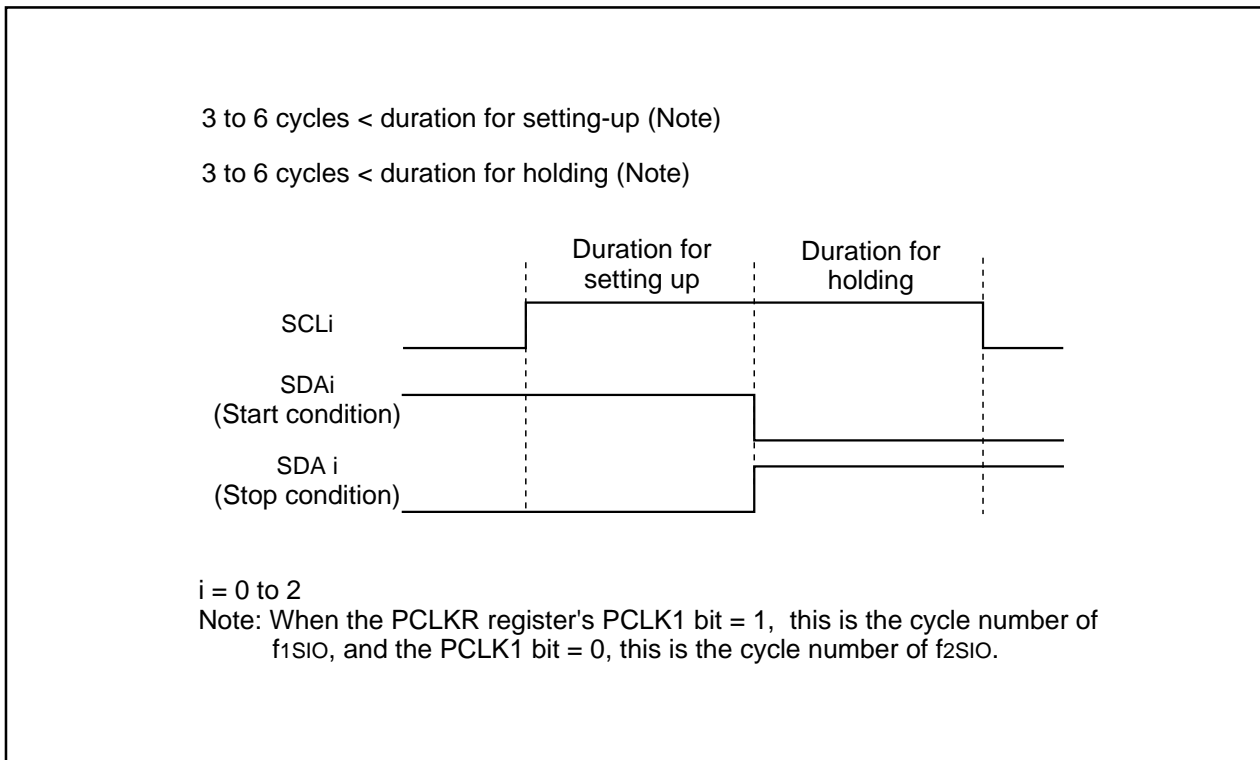 3 to 6 cycles < duration for setting-up (Note)
3 to 6 cycles < duration for holding (Note)
Duration for
setting up
Duration for
holding
SCLi
SDAi
(Start condition)
SDA i
(Stop condition)
i = 0 to 2
Note: When the PCLKR register's PCLK1 bit = 1, this is the cycle number of
f1SIO, and the PCLK1 bit = 0, this is the cycle number of f2SIO.